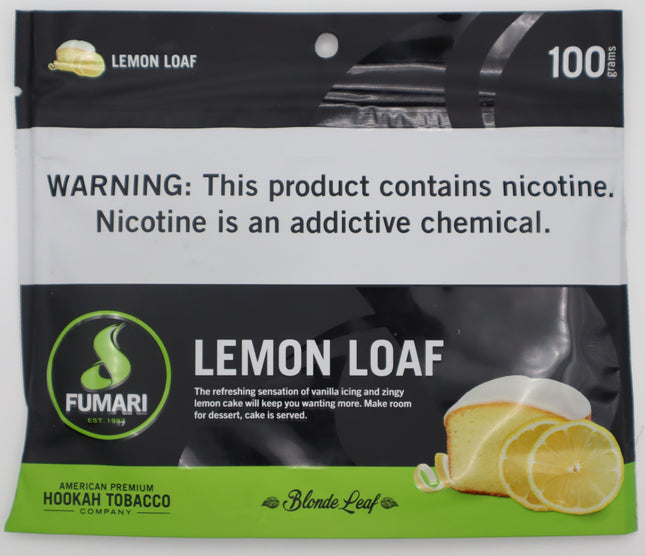 LEMON LOAF
100 grams
WARNING: This product contains nicotine.
Nicotine is an addictive chemical.
LEMON LOAF
The refreshing sensation of vanilla icing and zingy
lemon cake will keep you wanting more. Make room
for dessert, cake is served.
FUMARI
EST. 1997
AMERICAN PREMIUM
HOOKAH TOBACCO
COMPANY
Blonde Leaf